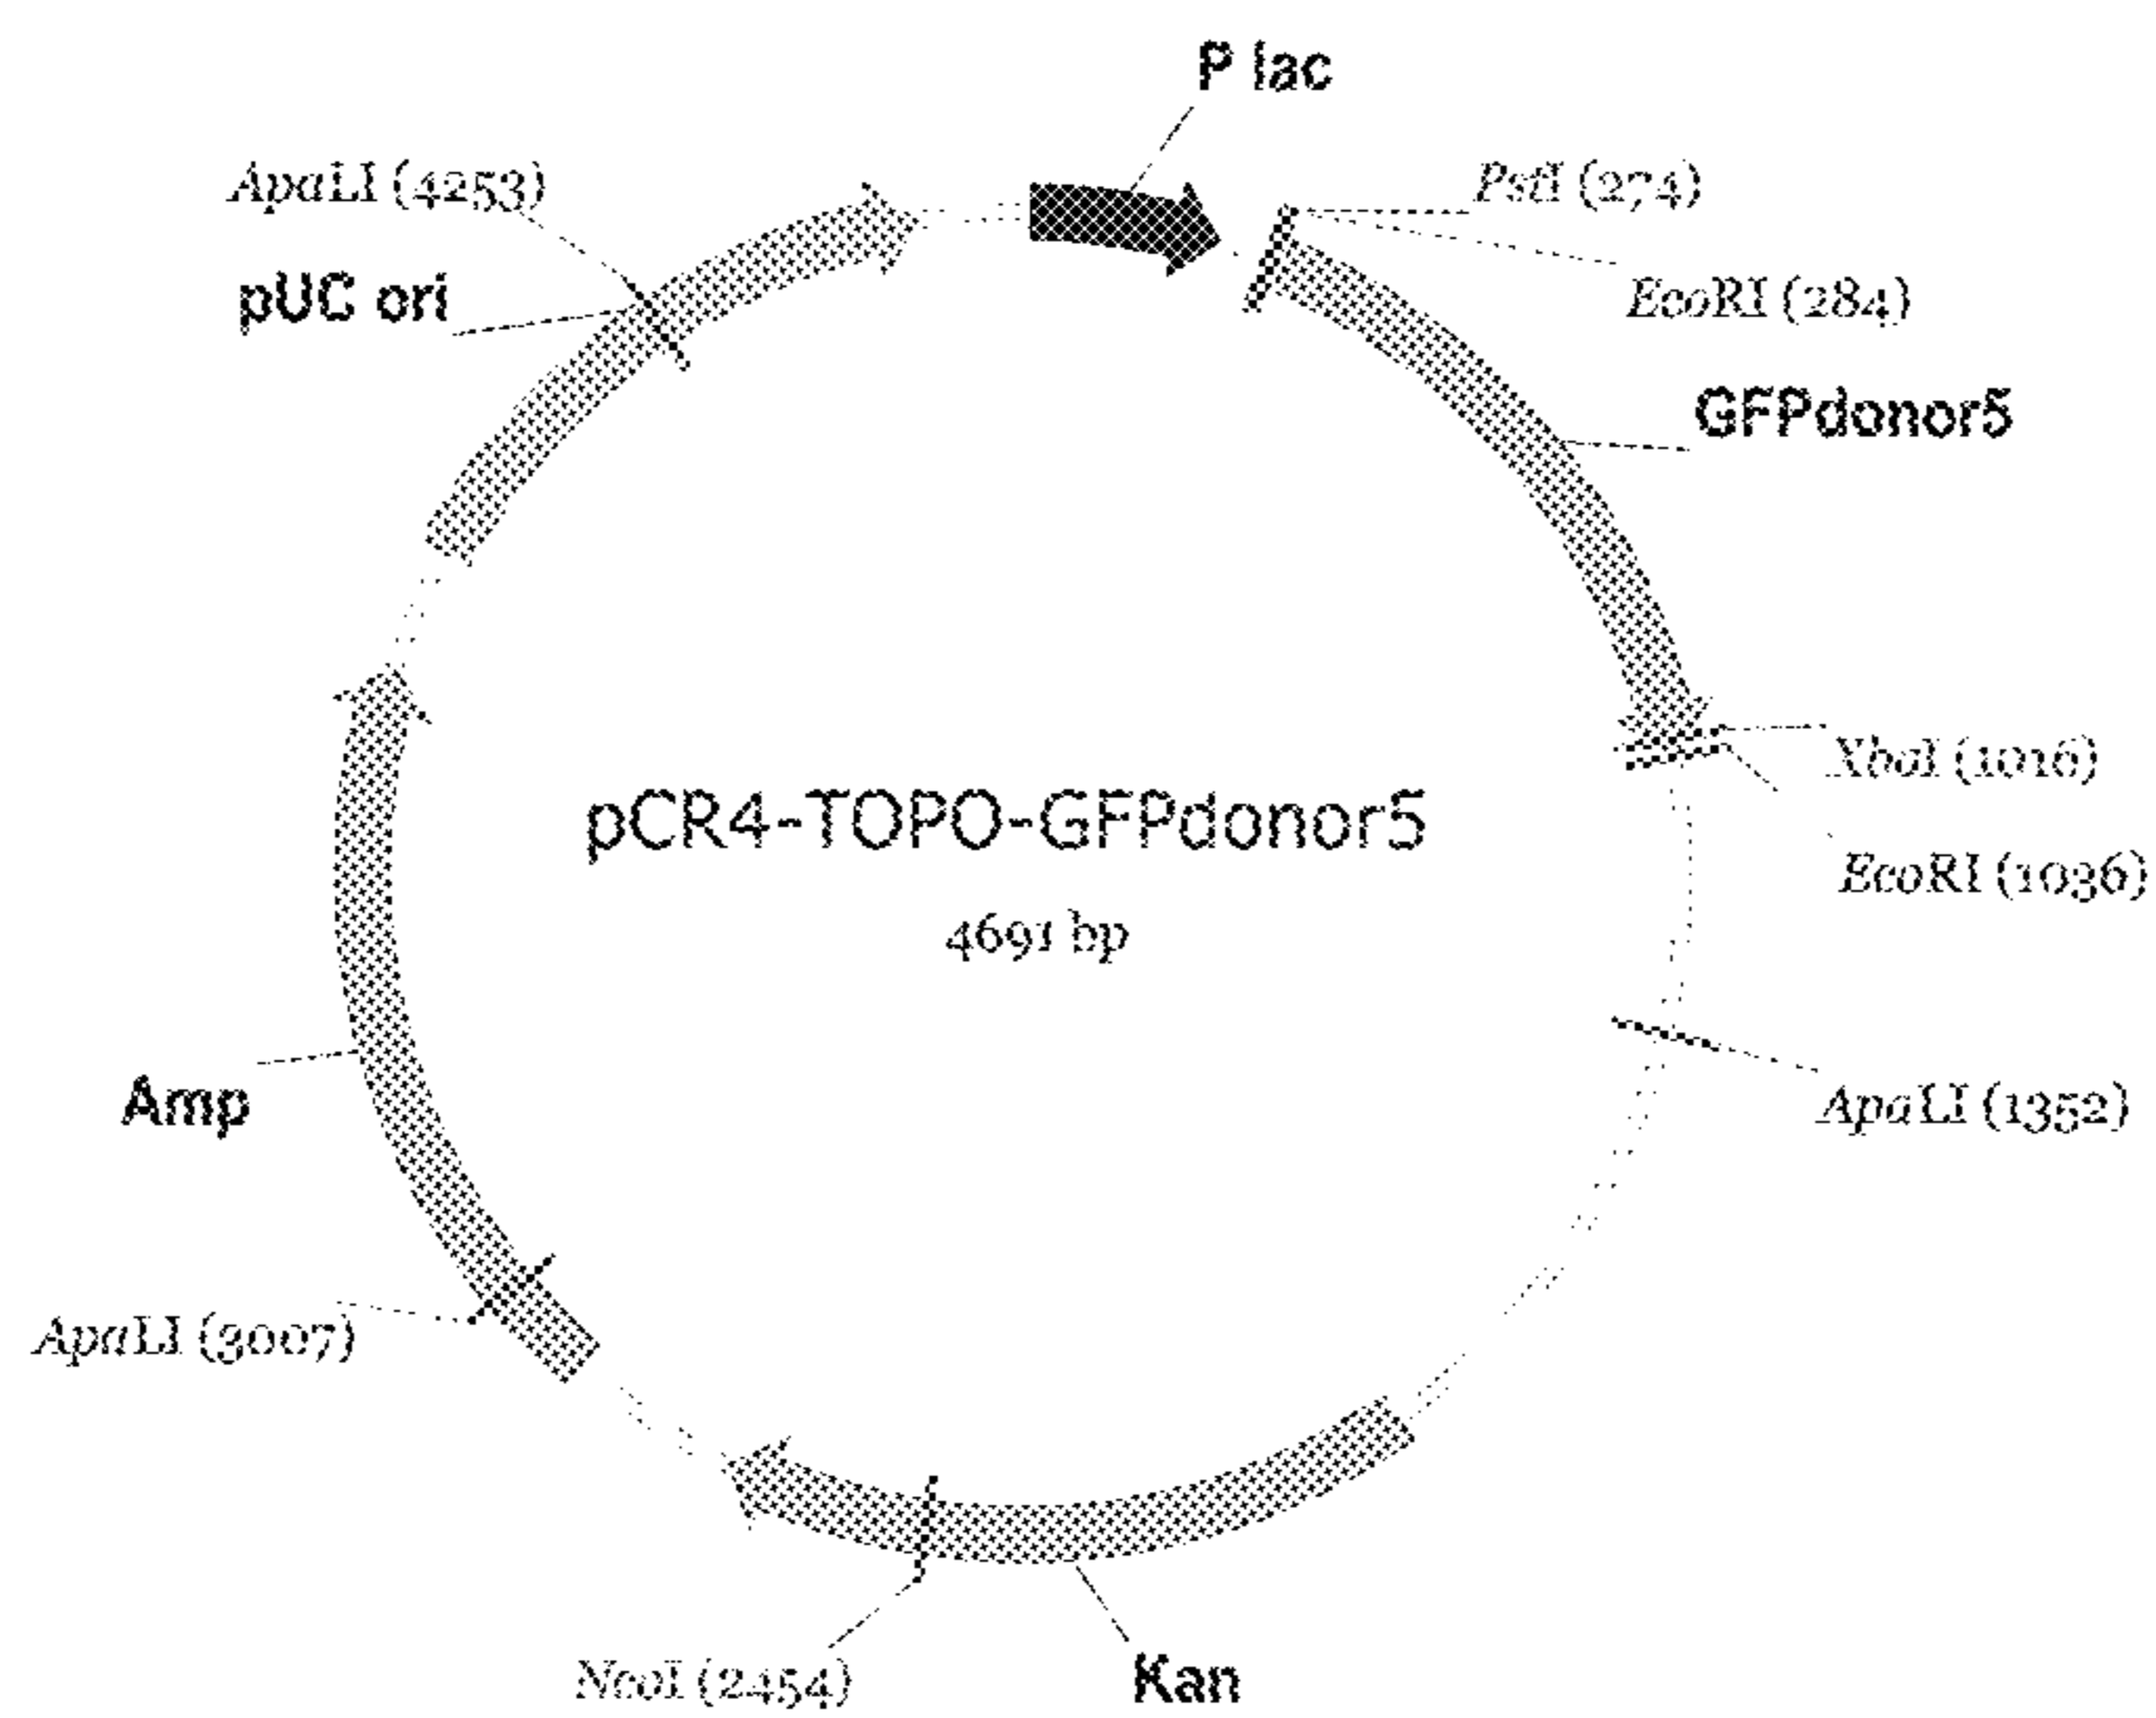 P lac
ApaLI (4253)
PstI (274)
pUC ori
EcoRI (284)
GFPdonor5
XbaI (1016)
pCR4-TOPO-GFPdonor5
EcoRI (1036)
4691 bp
Amp
ApaLI (1352)
ApaLI (3007)
NcoI (2454)
Kan